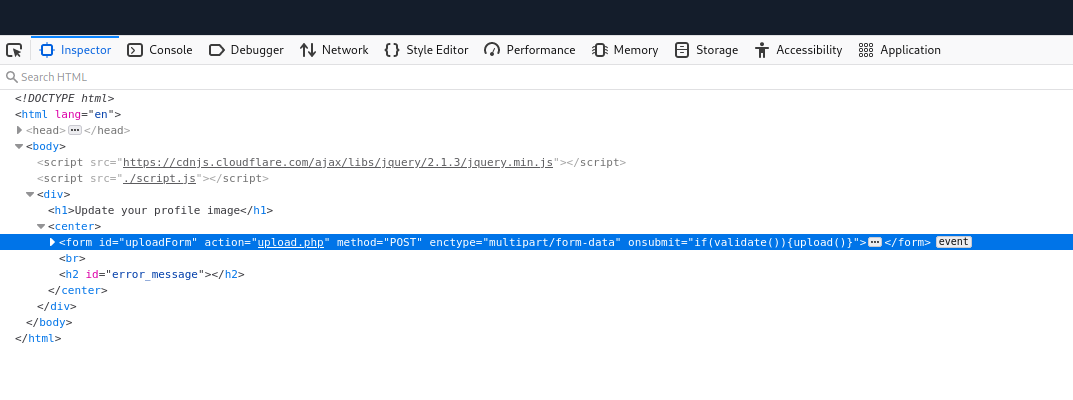 Inspector Console Debugger Network Style Editor Performance Memory Storage Accessibility Application
Search HTML
<!DOCTYPE html>
<html lang="en">
<head> ··· </head>
<body>
<script src="https://cdnjs.cloudflare.com/ajax/libs/jquery/2.1.3/jquery.min.js"></script>
<script src="./script.js"></script>
<div>
<h1>Update your profile image</h1>
<center>
<form id="uploadForm" action="upload.php" method="POST" enctype="multipart/form-data" onsubmit="if(validate()){upload()}"> ··· </form> event
<br>
<h2 id="error_message"></h2>
</center>
</div>
</body>
</html>